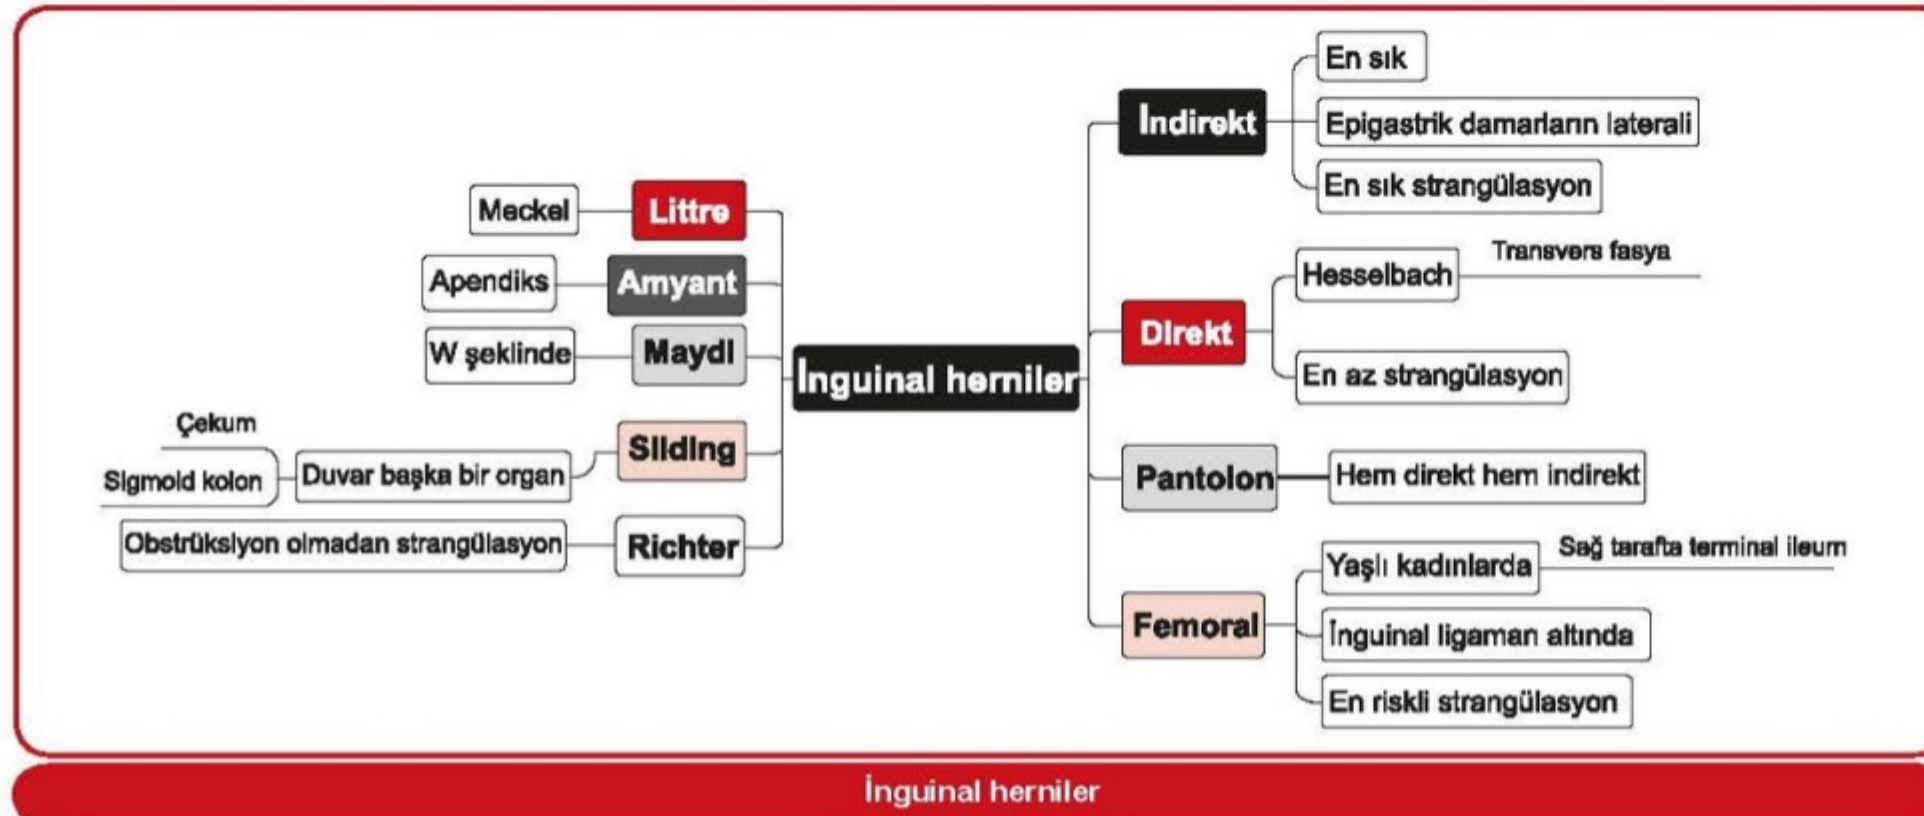 Meckel
Littre
Apendiks
Amyant
W şeklinde
Maydl
Çekum
Sigmoid kolon
Duvar başka bir organ
Sliding
Obstrüksiyon olmadan strangülasyon
Richter
İnguinal herniler
İndirekt
En sık
Epigastrik damarların laterali
En sık strangülasyon
Direkt
Hesselbach
Transvers fasya
En az strangülasyon
Pantolon
Hem direkt hem indirekt
Femoral
Yaşlı kadınlarda
Sağ tarafta terminal ileum
İnguinal ligaman altında
En riskli strangülasyon
İnguinal herniler